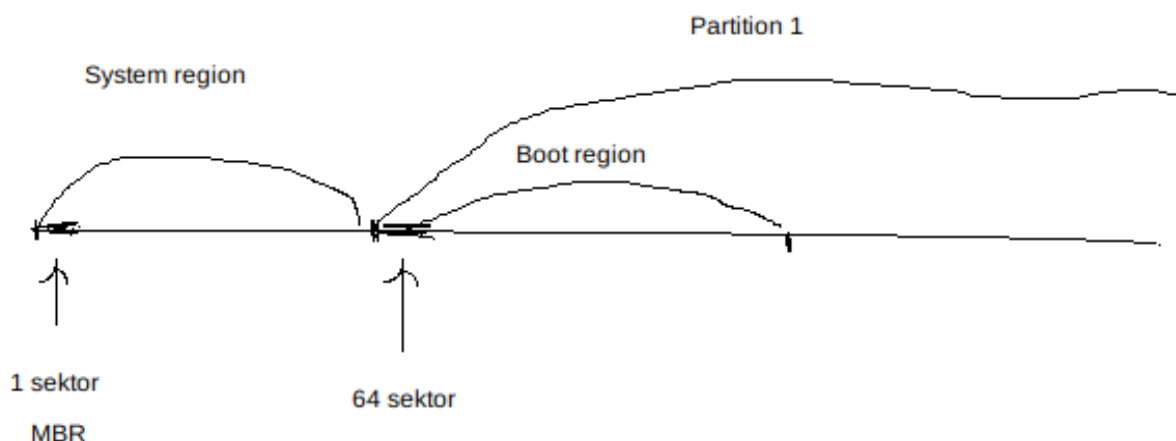 Partition 1
System region
Boot region
1 sektor
64 sektor
MBR